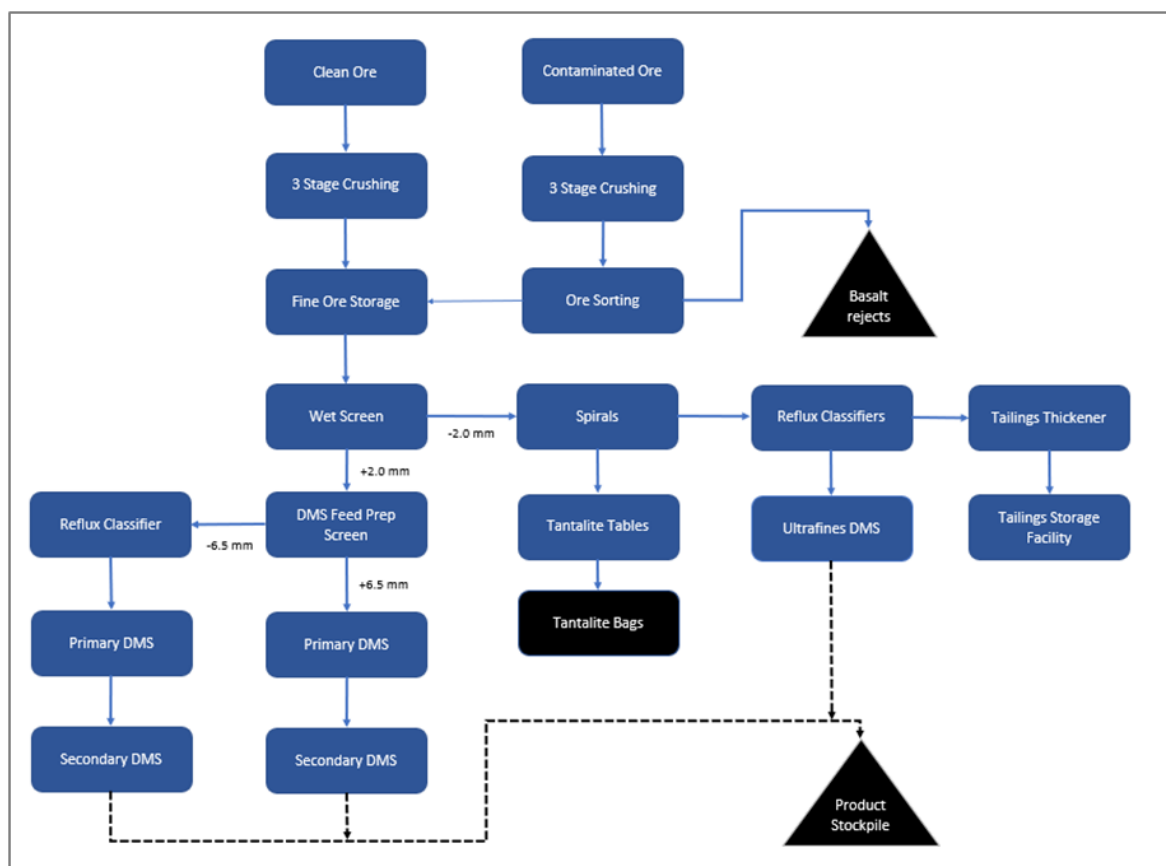 Clean Ore
Contaminated Ore
3 Stage Crushing
3 Stage Crushing
Fine Ore Storage
Ore Sorting
Basalt
rejects
Wet Screen
-2.0 mm
Spirals
Reflux Classifiers
Tailings Thickener
+2.0 mm
Reflux Classifier
-6.5 mm
DMS Feed Prep
Screen
Tantalite Tables
Ultrafines DMS
Tailings Storage
Facility
+6.5 mm
Primary DMS
Primary DMS
Tantalite Bags
Secondary DMS
Secondary DMS
Product
Stockpile